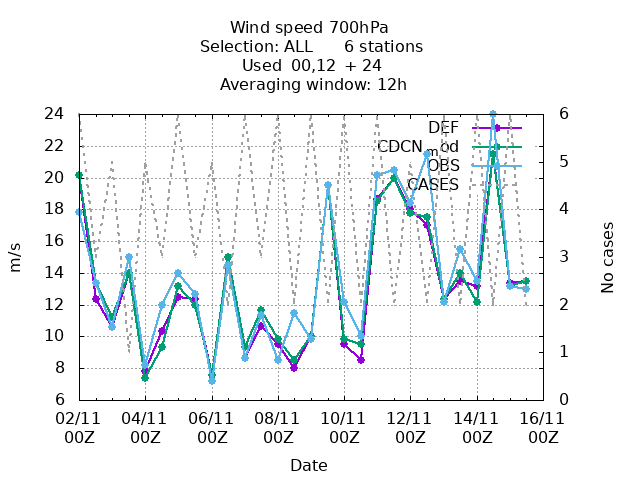 Wind speed 700hPa
Selection: ALL 6 stations
Used 00,12 + 24
Averaging window: 12h
m/s
24
22
20
18
16
14
12
10
8
6
DEF
CDCN_mod
OBS
CASES
6
5
4
3
2
1
0
No cases
02/11 04/11 06/11 08/11 10/11 12/11 14/11 16/11
00Z 00Z 00Z 00Z 00Z 00Z 00Z 00Z
Date